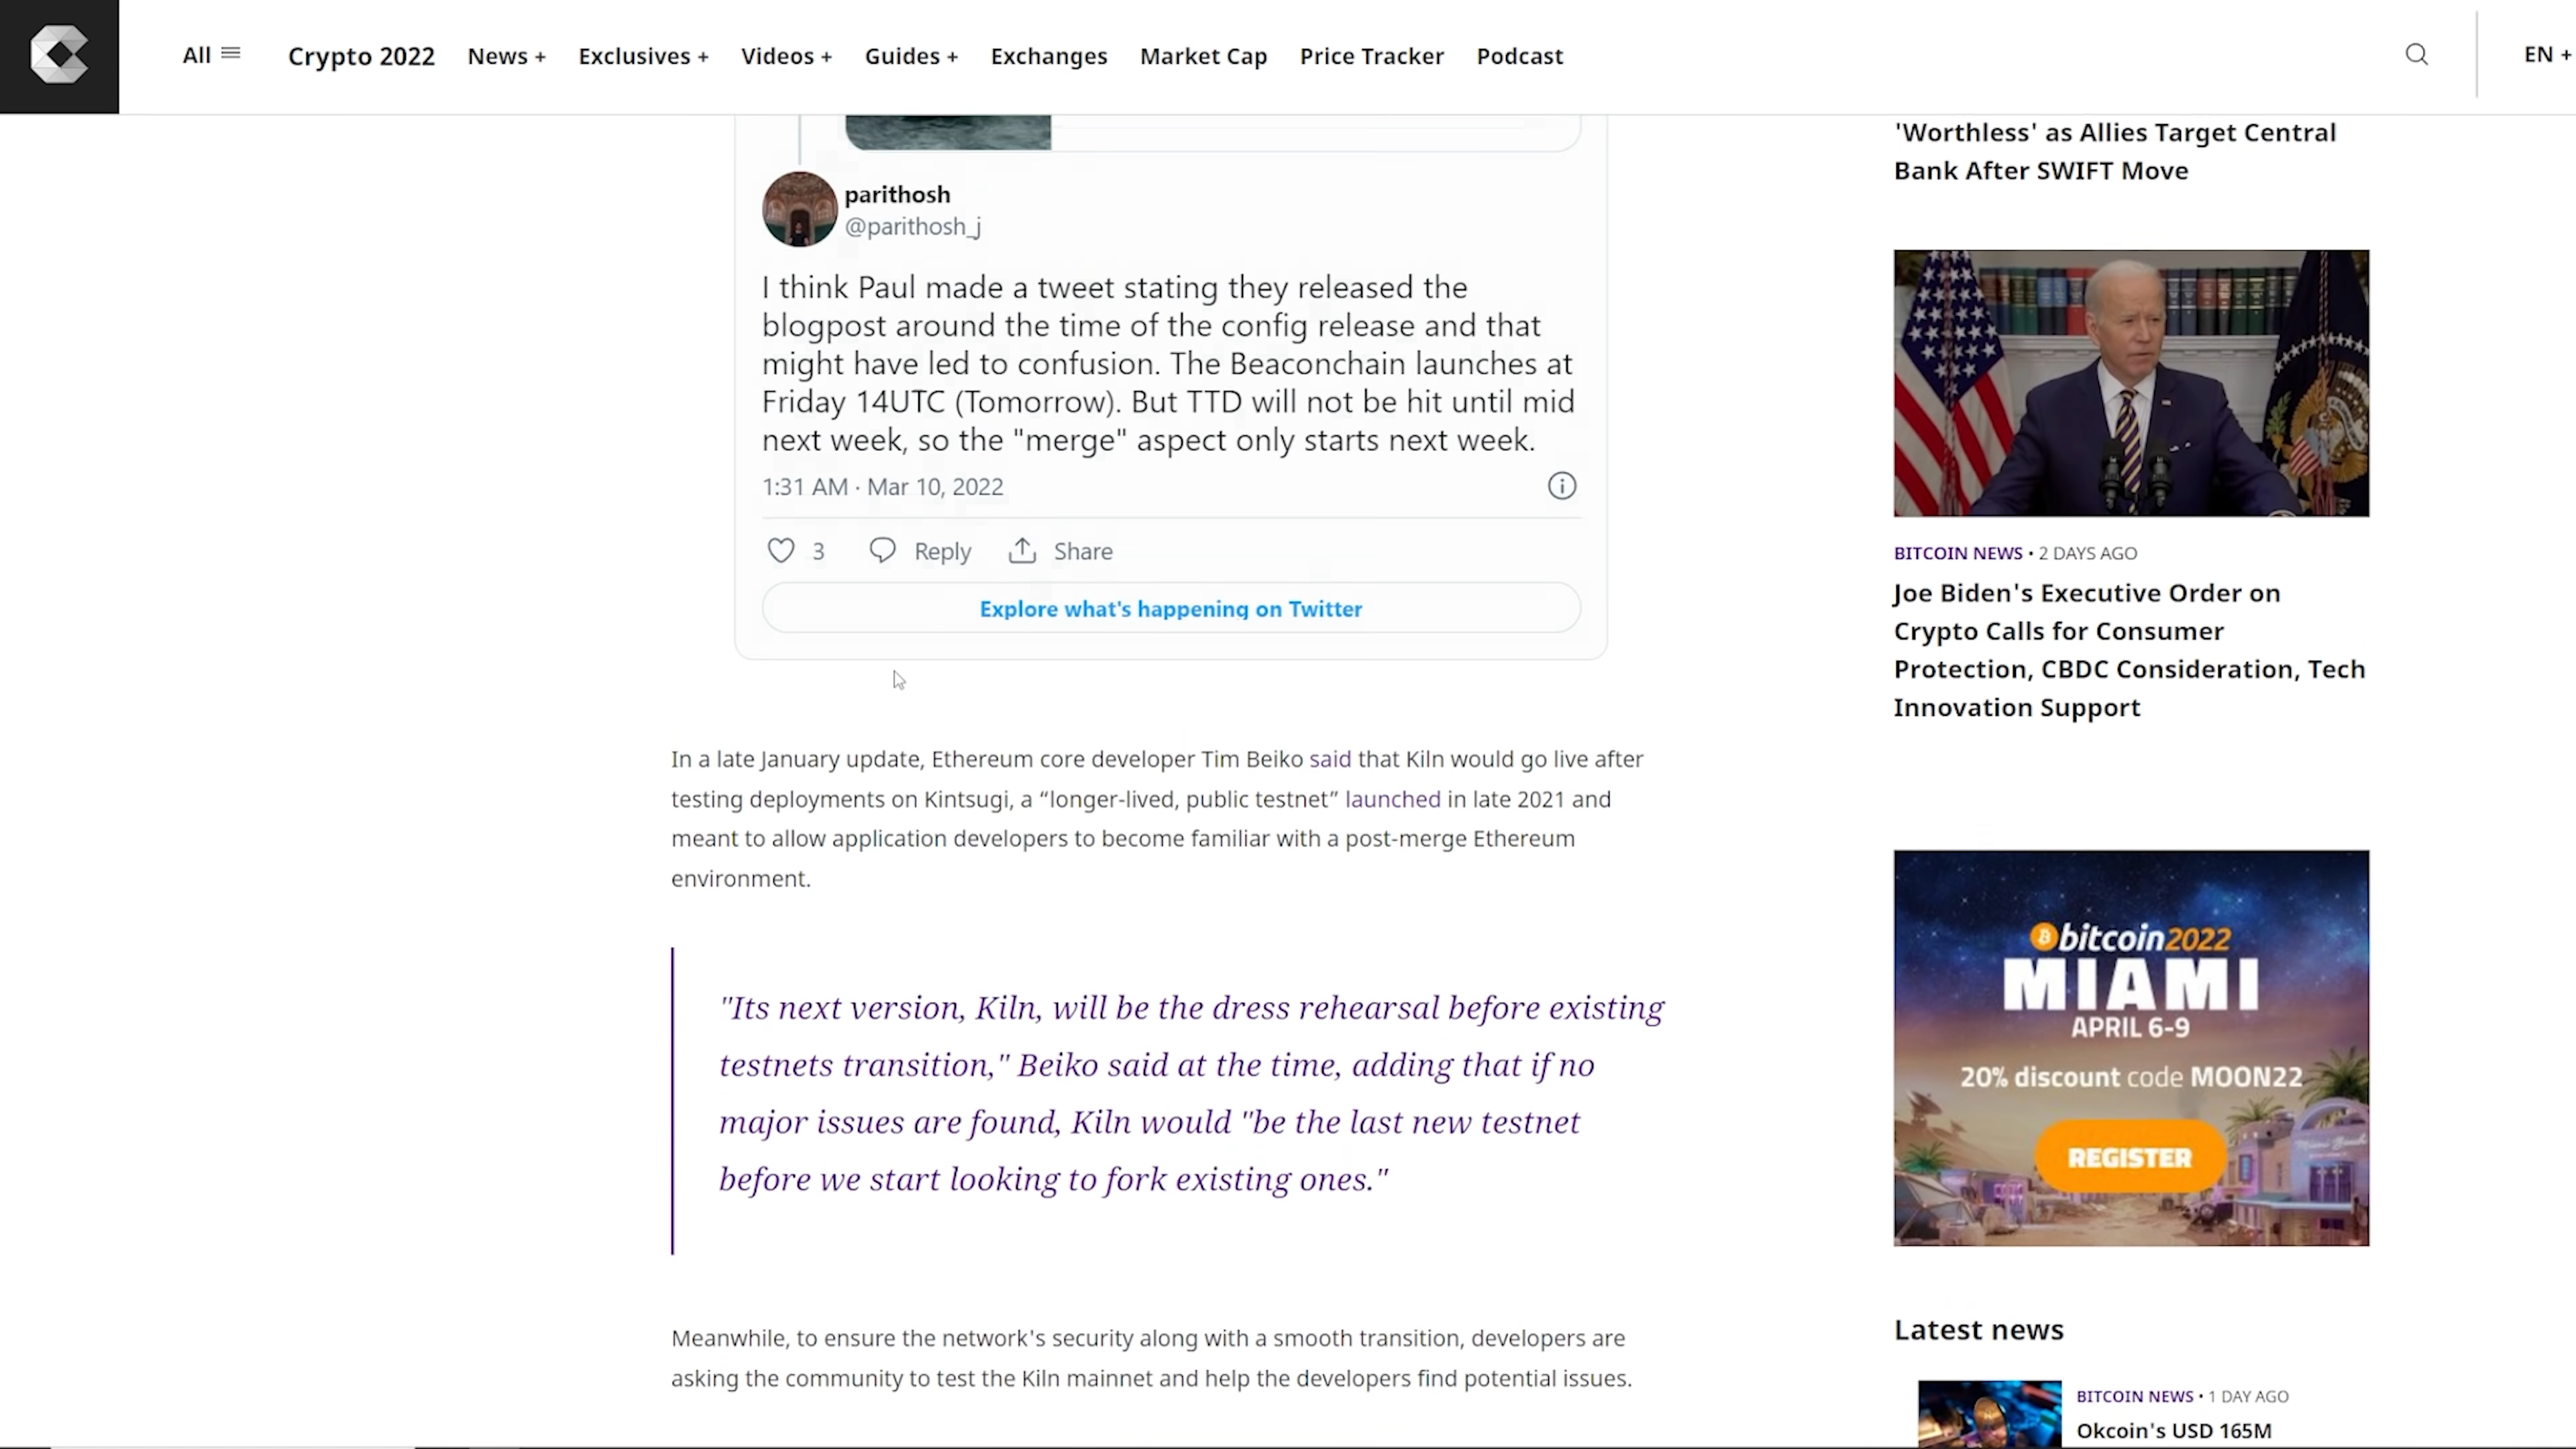 All
Crypto 2022
News +
Exclusives +
Videos +
Guides +
Exchanges
Market Cap
Price Tracker
Podcast
EN +
parithosh
@parithosh_j
I think Paul made a tweet stating they released the
blogpost around the time of the config release and that
might have led to confusion. The Beaconchain launches at
Friday 14UTC (Tomorrow). But TTD will not be hit until mid
next week, so the "merge" aspect only starts next week.
1:31 AM · Mar 10, 2022
3
Reply
Share
Explore what's happening on Twitter
In a late January update, Ethereum core developer Tim Beiko said that Kiln would go live after
testing deployments on Kintsugi, a “longer-lived, public testnet” launched in late 2021 and
meant to allow application developers to become familiar with a post-merge Ethereum
environment.
"Its next version, Kiln, will be the dress rehearsal before existing
testnets transition," Beiko said at the time, adding that if no
major issues are found, Kiln would "be the last new testnet
before we start looking to fork existing ones."
Meanwhile, to ensure the network's security along with a smooth transition, developers are
asking the community to test the Kiln mainnet and help the developers find potential issues.
'Worthless' as Allies Target Central
Bank After SWIFT Move
BITCOIN NEWS • 2 DAYS AGO
Joe Biden's Executive Order on
Crypto Calls for Consumer
Protection, CBDC Consideration, Tech
Innovation Support
bitcoin2022
MIAMI
APRIL 6-9
20% discount code MOON22
REGISTER
Latest news
BITCOIN NEWS • 1 DAY AGO
Okcoin's USD 165M